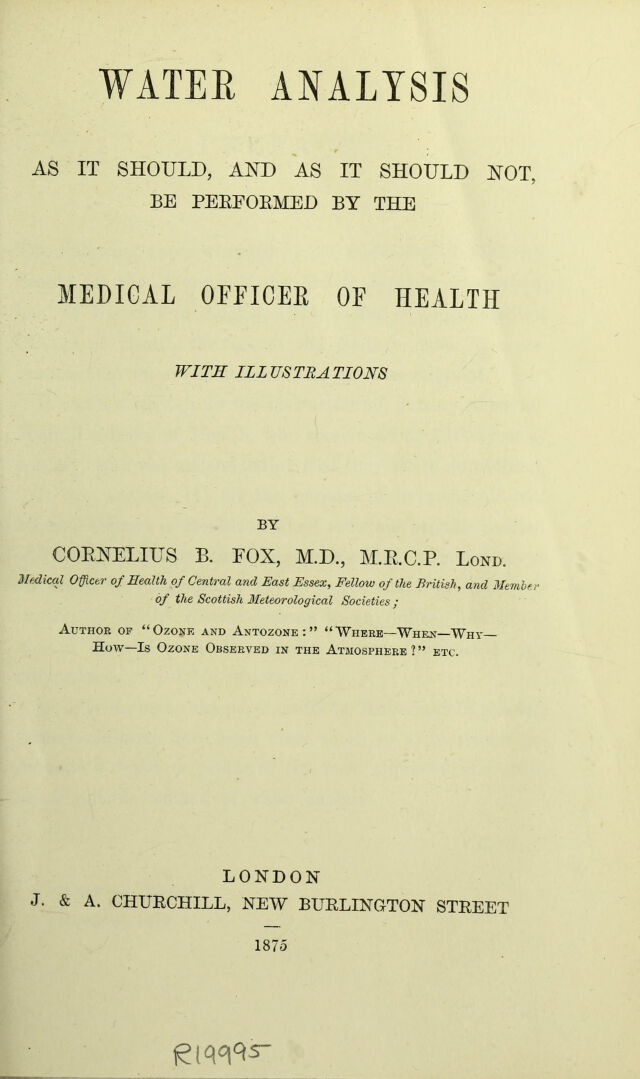 WATER ANALYSIS
AS IT SHOULD, AND AS IT SHOULD NOT,
BE PERFORMED BY THE
MEDICAL OFFICER OF HEALTH
WITH ILLUSTRATIONS
BY
CORNELIUS B. FOX, M.D., M.R.C.P. LOND.
Medical Officer of Health of Central and East Essex, Fellow of the British, and Member
of the Scottish Meteorological Societies;
AUTHOR OF "OZONE AND ANTOZONE:" "WHERE—WHEN—WHY—
HOW—IS OZONE OBSERVED IN THE ATMOSPHERE?" ETC.
LONDON
J. & A. CHURCHILL, NEW BURLINGTON STREET
1875
R19995